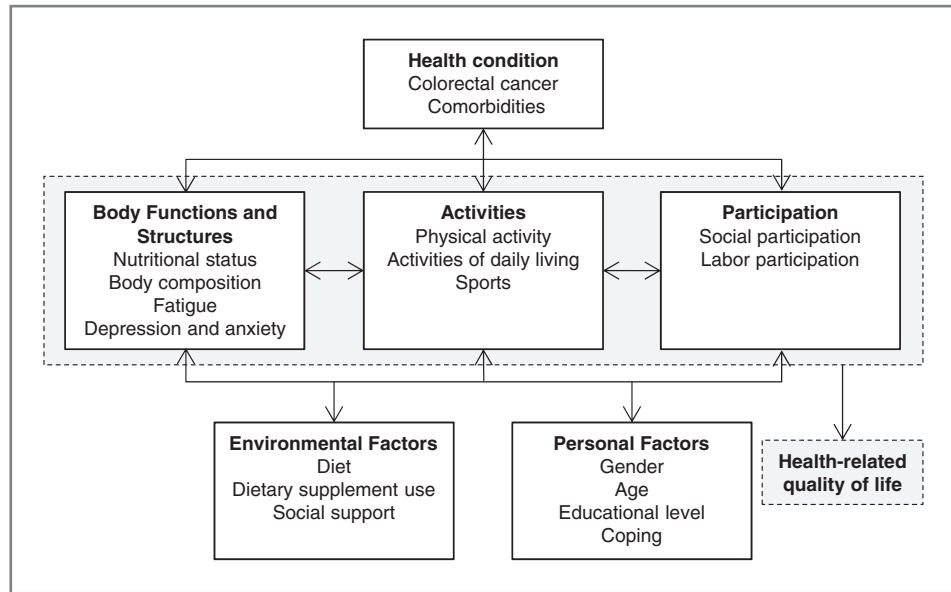 Health condition
Colorectal cancer
Comorbidities
Body Functions and
Structures
Nutritional status
Body composition
Fatigue
Depression and anxiety
Activities
Physical activity
Activities of daily living
Sports
Participation
Social participation
Labor participation
Environmental Factors
Diet
Dietary supplement use
Social support
Personal Factors
Gender
Age
Educational level
Coping
Health-related
quality of life